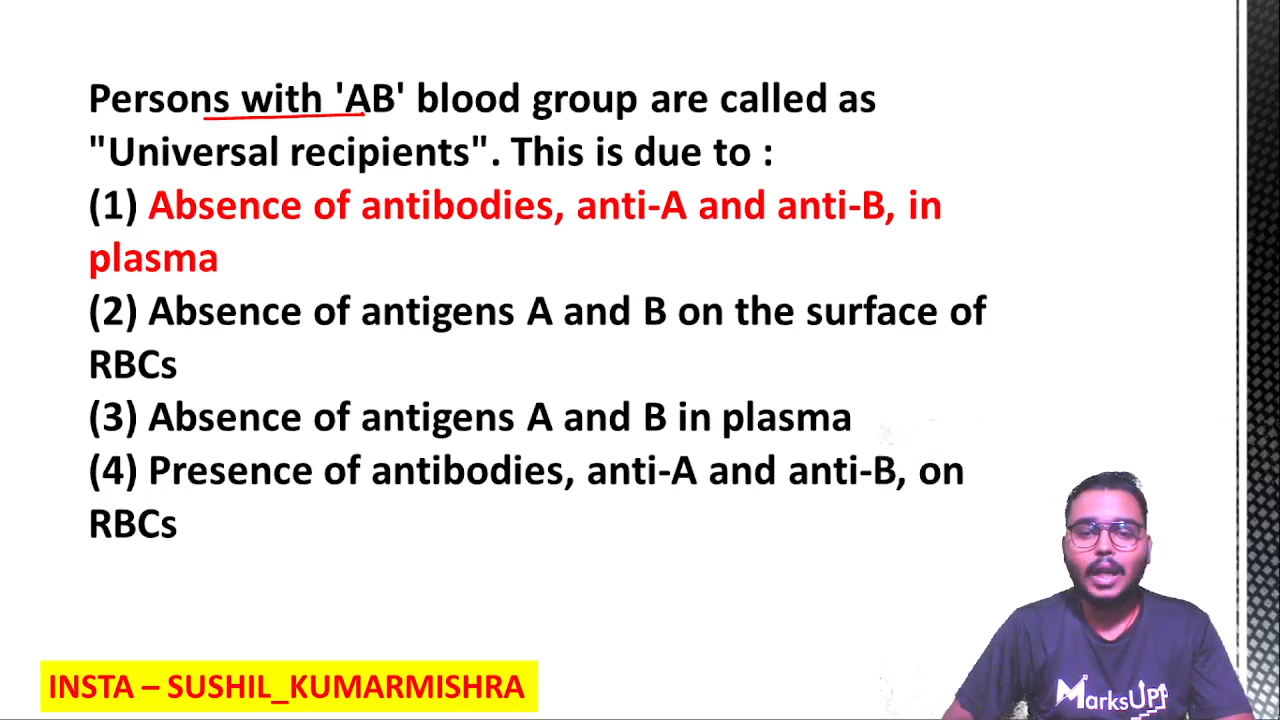 Persons with 'AB' blood group are called as
"Universal recipients". This is due to :
(1) Absence of antibodies, anti-A and anti-B, in
plasma
(2) Absence of antigens A and B on the surface of
RBCs
(3) Absence of antigens A and B in plasma
(4) Presence of antibodies, anti-A and anti-B, on
RBCs
INSTA – SUSHIL_KUMARMISHRA
MarksUp